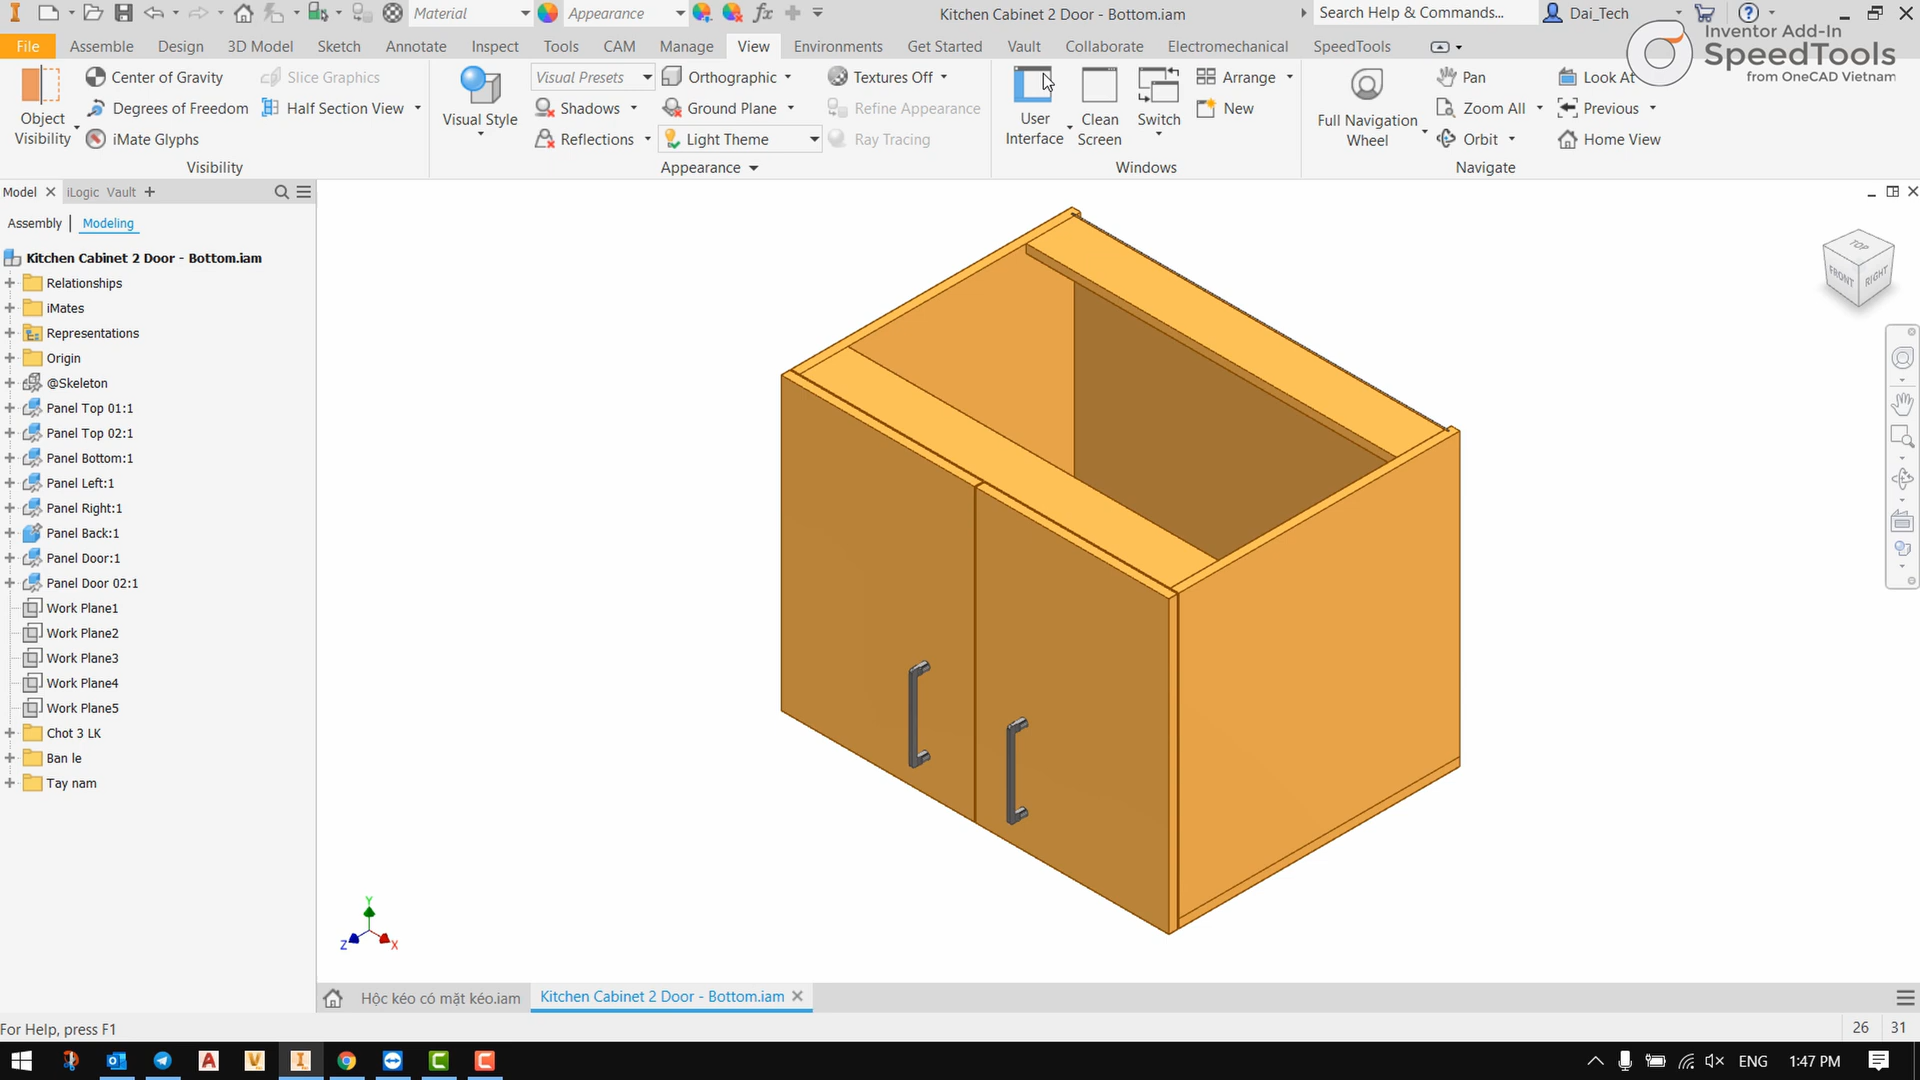 Material
Appearance
Kitchen Cabinet 2 Door - Bottom.iam
Search Help & Commands...
Dai_Tech
File
Assemble
Design
3D Model
Sketch
Annotate
Inspect
Tools
CAM
Manage
View
Environments
Get Started
Vault
Collaborate
Electromechanical
SpeedTools
Inventor Add-In
SpeedTools
from OneCAD Vietnam
Object
Visibility
Center of Gravity
Degrees of Freedom
iMate Glyphs
Slice Graphics
Half Section View
Visibility
Visual Style
Visual Presets
Shadows
Reflections
Orthographic
Ground Plane
Light Theme
Textures Off
Refine Appearance
Ray Tracing
Appearance
User
Interface
Clean
Screen
Switch
Arrange
New
Windows
Full Navigation
Wheel
Pan
Zoom All
Orbit
Look At
Previous
Home View
Navigate
Model
iLogic
Vault
Assembly
Modeling
Kitchen Cabinet 2 Door - Bottom.iam
Relationships
iMates
Representations
Origin
@Skeleton
Panel Top 01:1
Panel Top 02:1
Panel Bottom:1
Panel Left:1
Panel Right:1
Panel Back:1
Panel Door:1
Panel Door 02:1
Work Plane1
Work Plane2
Work Plane3
Work Plane4
Work Plane5
Chot 3 LK
Ban le
Tay nam
TOP
FRONT
RIGHT
Y
Z
X
Hộc kéo có mặt kéo.iam
Kitchen Cabinet 2 Door - Bottom.iam
For Help, press F1
26
31
ENG
1:47 PM